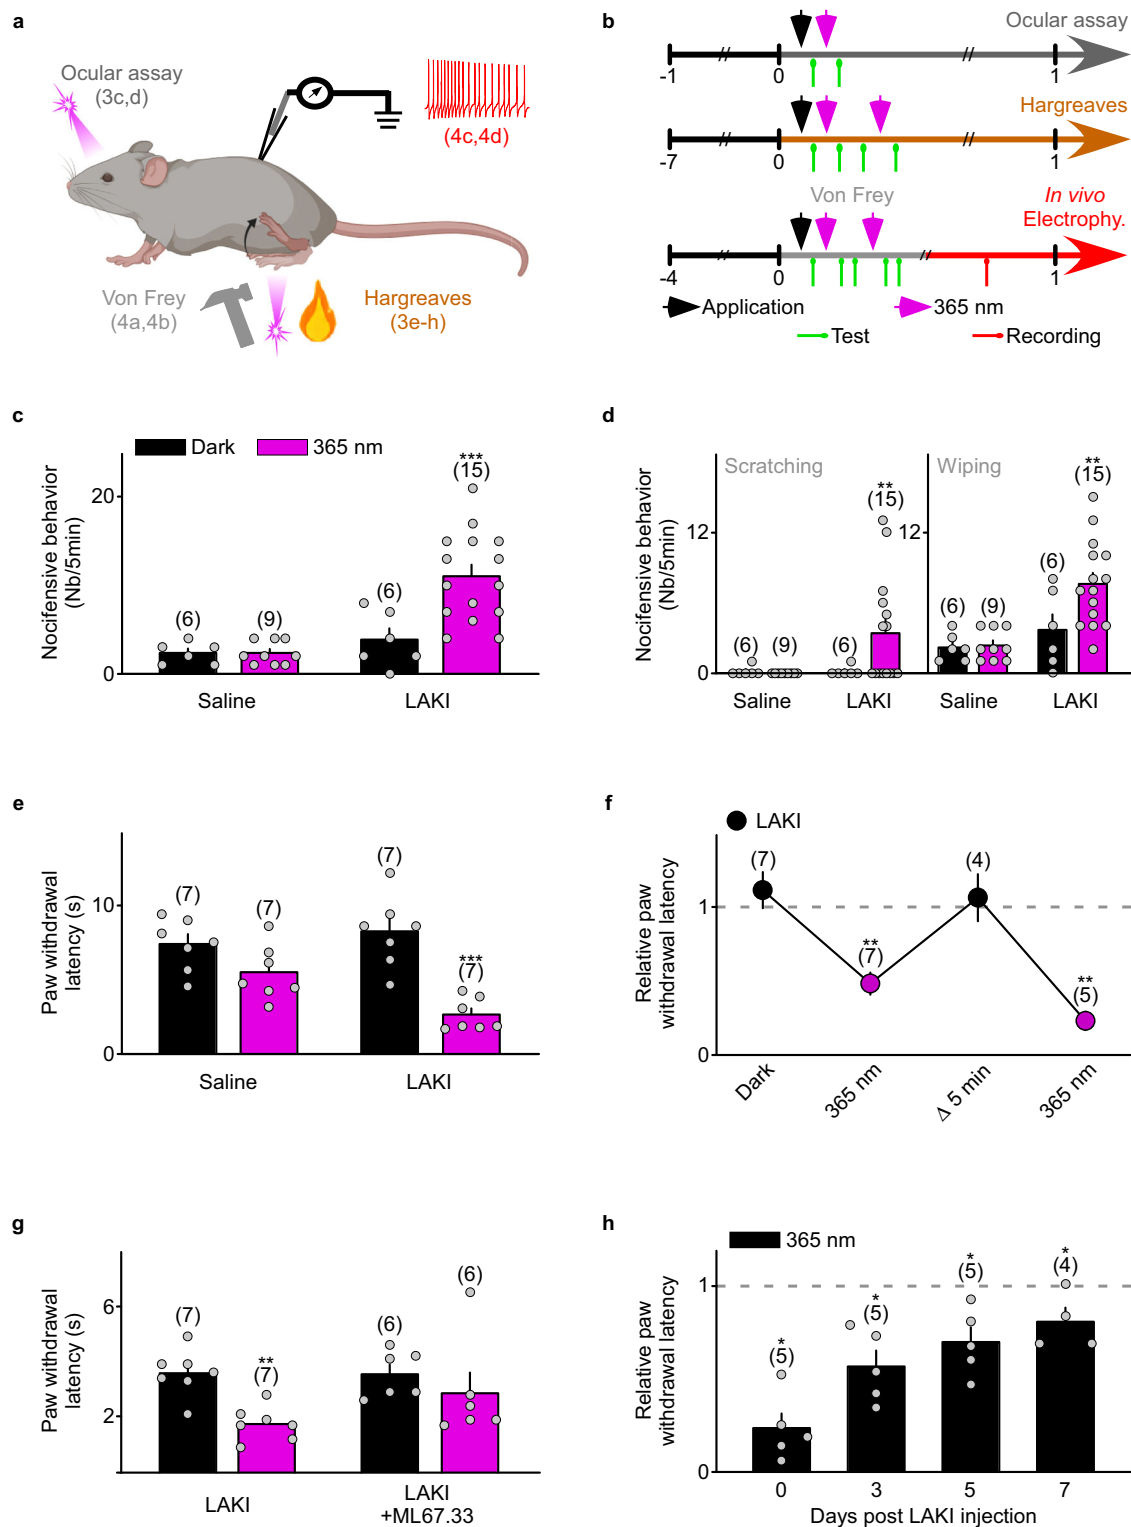 a
Ocular assay
(3c,d)
(4c,4d)
Von Frey
(4a,4b)
Hargreaves
(3e-h)
b
Ocular assay
-1
0
1
Hargreaves
-7
0
1
Von Frey
In vivo
Electrophy.
-4
0
1
Application
365 nm
Test
Recording
c
Dark
365 nm
Nocifensive behavior
(Nb/5min)
20
0
(6)
(9)
(6)
***
(15)
Saline
LAKI
d
Nocifensive behavior
(Nb/5min)
Scratching
Wiping
12
0
12
(6)
(9)
(6)
**
(15)
(6)
(9)
(6)
**
(15)
Saline
LAKI
Saline
LAKI
e
Paw withdrawal
latency (s)
10
0
(7)
(7)
(7)
***
(7)
Saline
LAKI
f
LAKI
Relative paw
withdrawal latency
1
0
(7)
**
(7)
(4)
**
(5)
Dark
365 nm
Δ 5 min
365 nm
g
Paw withdrawal
latency (s)
6
2
(7)
**
(7)
(6)
(6)
LAKI
LAKI
+ML67.33
h
365 nm
Relative paw
withdrawal latency
1
0
*
(5)
*
(5)
*
(5)
*
(4)
0
3
5
7
Days post LAKI injection